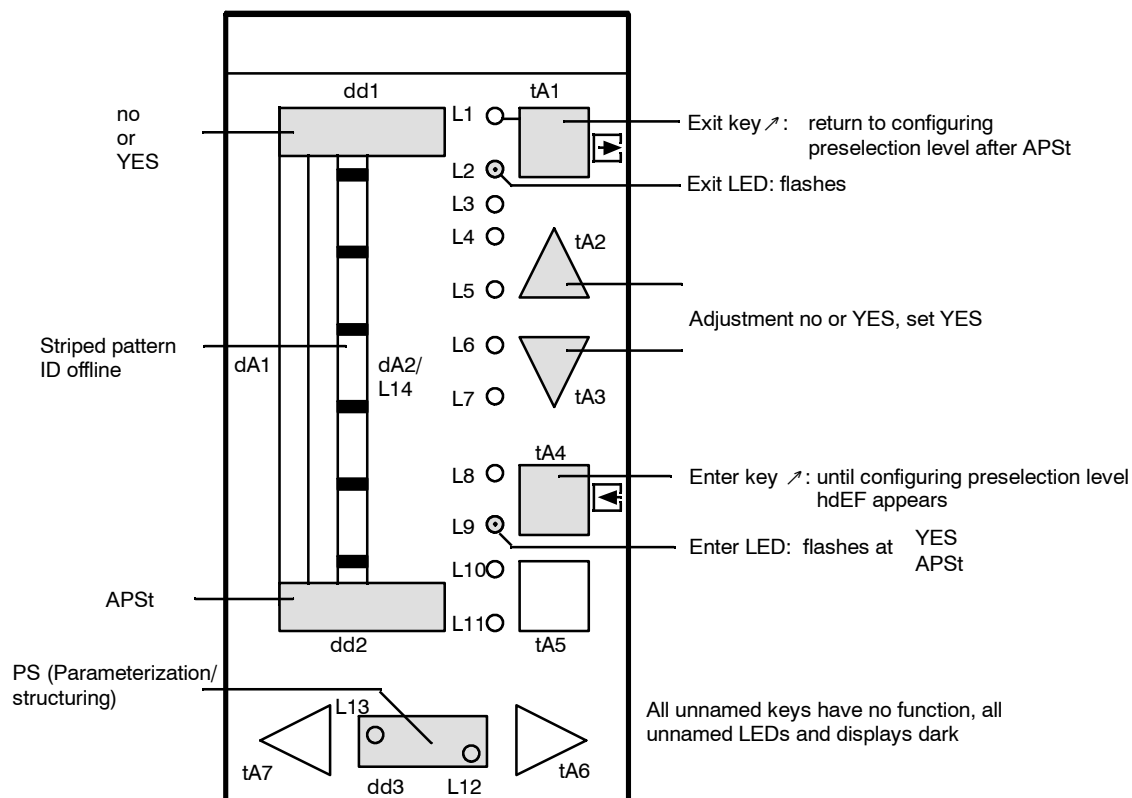 dd1
tA1
no
or
YES
L1
Exit key ↗: return to configuring
preselection level after APSt
L2
Exit LED: flashes
L3
L4
tA2
L5
Adjustment no or YES, set YES
Striped pattern
ID offline
dA1
dA2/
L14
L6
L7
tA3
tA4
L8
Enter key ↗: until configuring preselection level
hdEF appears
L9
Enter LED: flashes at YES
APSt
L10
APSt
L11
dd2
tA5
PS (Parameterization/
structuring)
L13
All unnamed keys have no function, all
unnamed LEDs and displays dark
tA7
dd3
L12
tA6